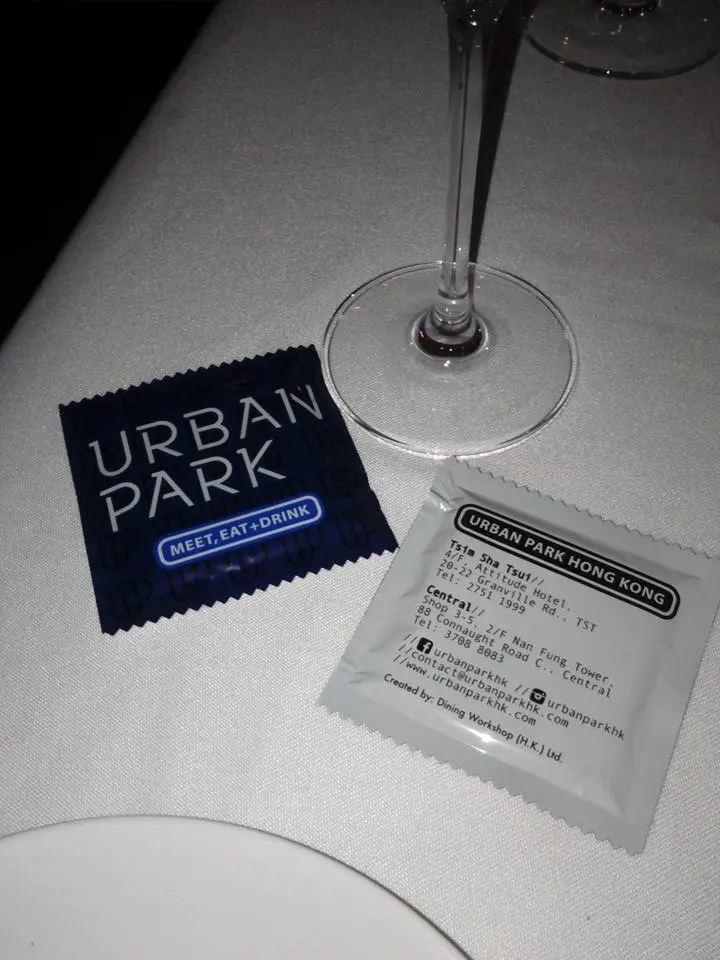 URBAN
PARK
MEET, EAT+DRINK
URBAN PARK HONG KONG
Tsim Sha Tsui//
4/F., Attitude Hotel,
20-22 Granville Rd., TST
Tel: 2751 1999
Central//
Shop 3-5, 2/F Nan Fung Tower,
88 Connaught Road C., Central
Tel: 3708 8083
//urbanparkhk //urbanparkhk
//contact@urbanparkhk.com
//www.urbanparkhk.com
Created by: Dining Workshop (H.K.) Ltd.